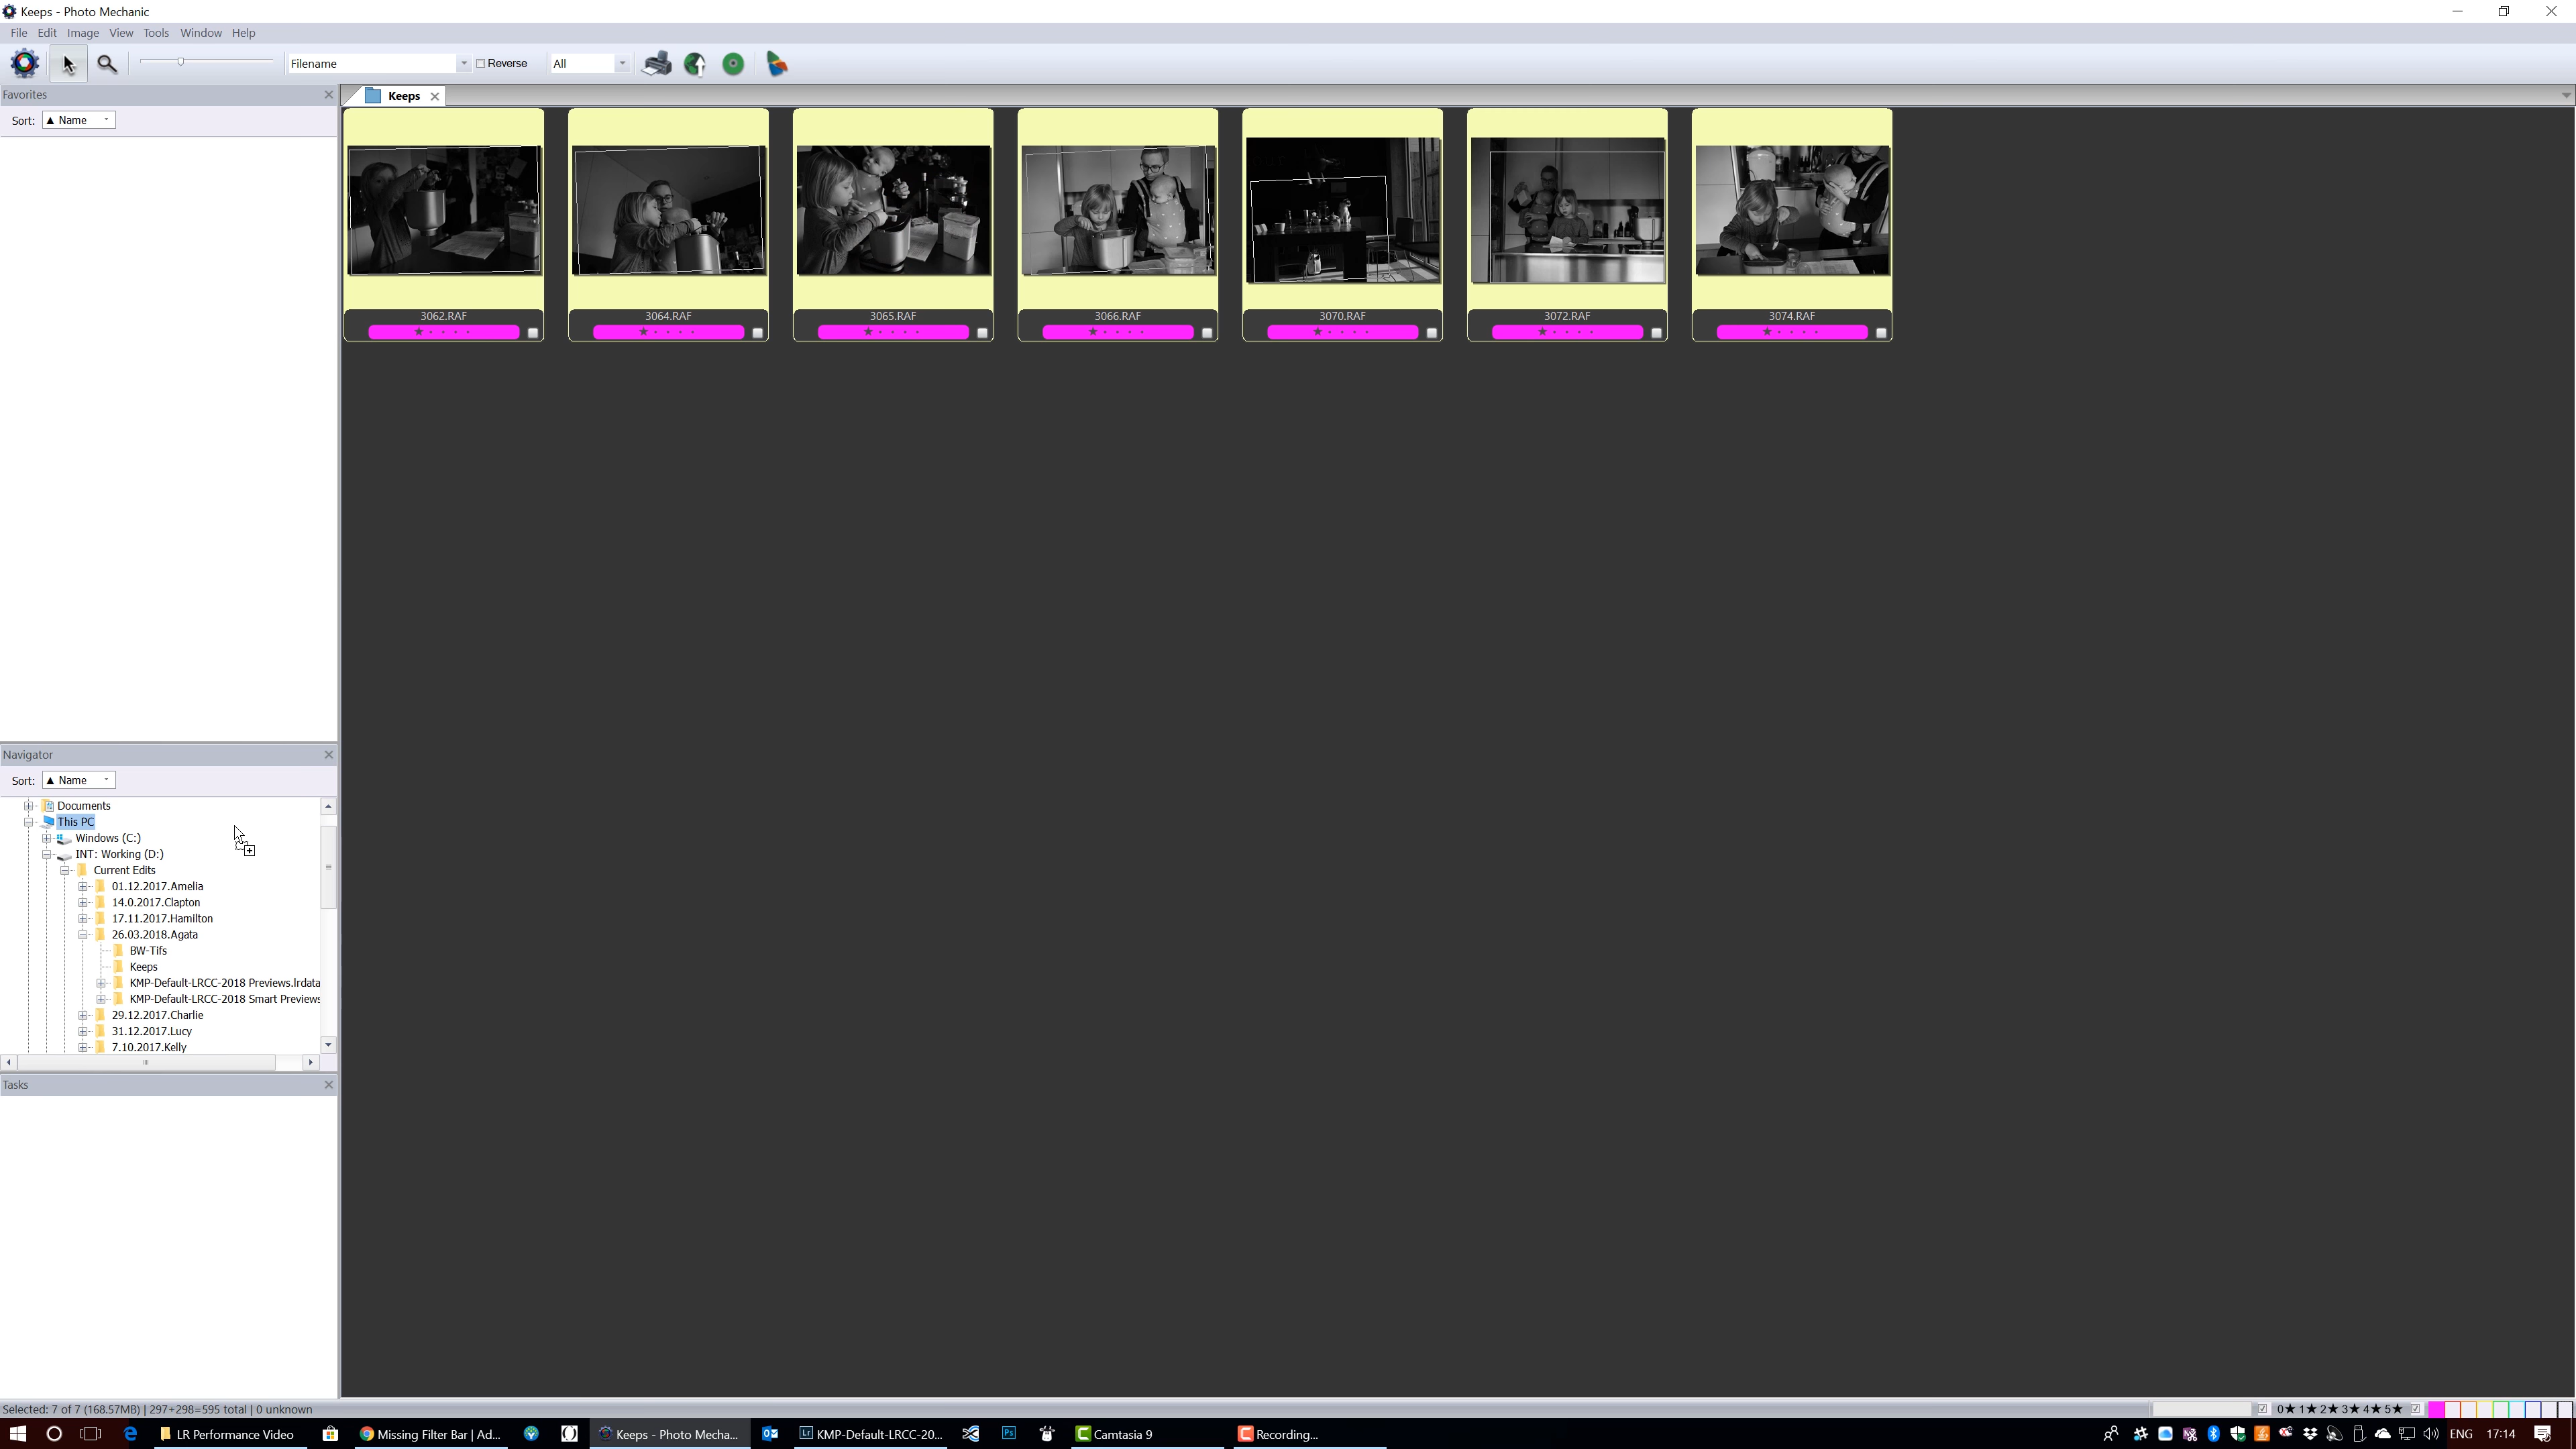 Keeps - Photo Mechanic
File Edit Image View Tools Window Help
Filename Reverse All
Favorites
Sort: ▲ Name
Keeps
3062.RAF 3064.RAF 3065.RAF 3066.RAF 3070.RAF 3072.RAF 3074.RAF
Navigator
Sort: ▲ Name
Documents
This PC
Windows (C:)
INT: Working (D:)
Current Edits
01.12.2017.Amelia
14.0.2017.Clapton
17.11.2017.Hamilton
26.03.2018.Agata
BW-Tifs
Keeps
KMP-Default-LRCC-2018 Previews.lrdata
KMP-Default-LRCC-2018 Smart Previews
29.12.2017.Charlie
31.12.2017.Lucy
7.10.2017.Kelly
Tasks
Selected: 7 of 7 (168.57MB) | 297+298=595 total | 0 unknown
0★ 1★ 2★ 3★ 4★ 5★
LR Performance Video Missing Filter Bar | Ad... Keeps - Photo Mecha... Lr KMP-Default-LRCC-20... Ps Camtasia 9 Recording... ENG 17:14